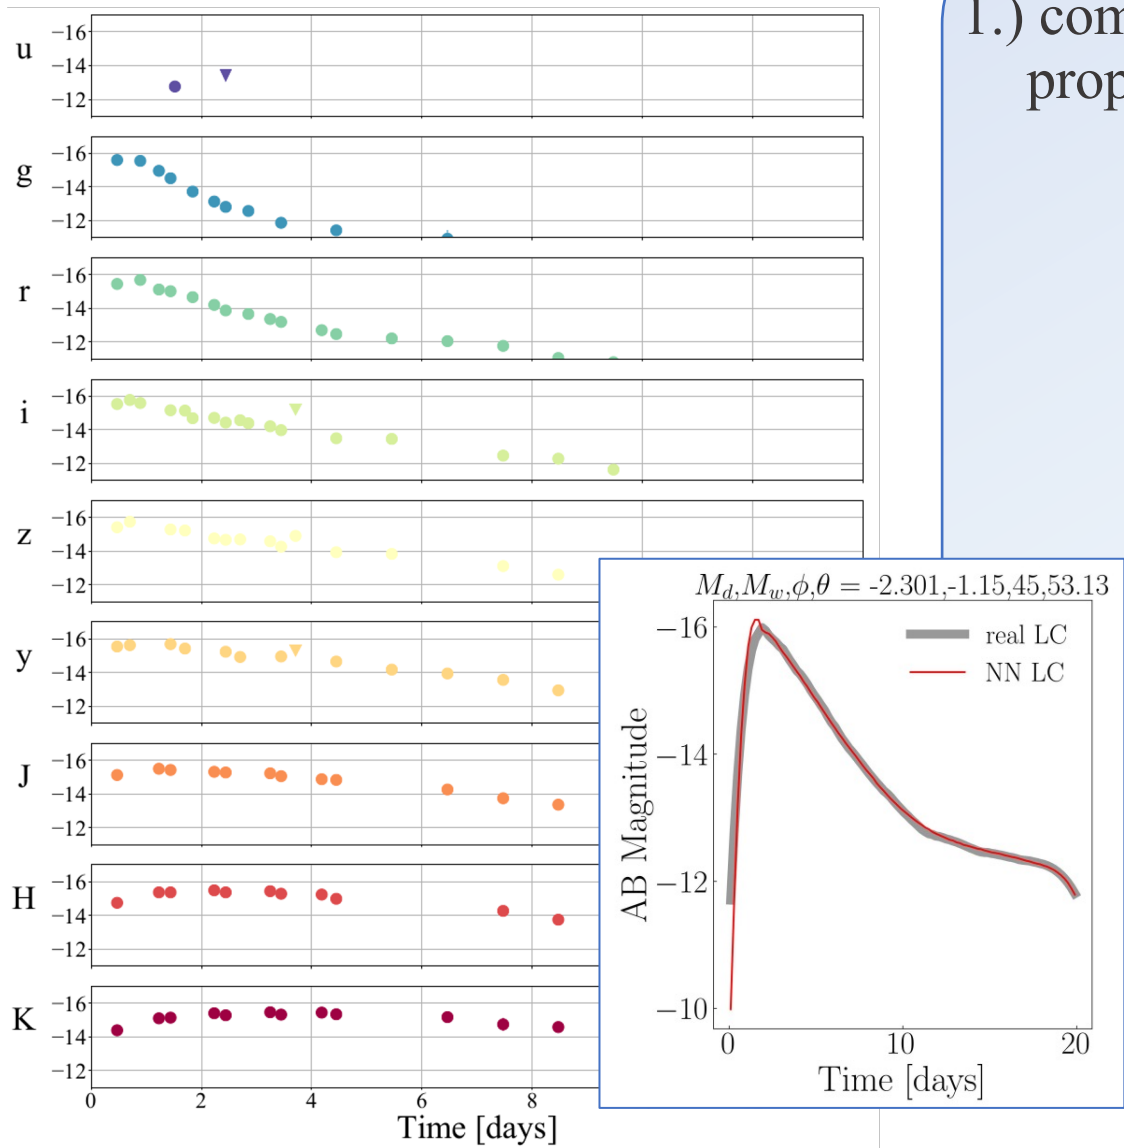 1.) com
prop
u
−16
−14
−12
g
−16
−14
−12
r
−16
−14
−12
i
−16
−14
−12
z
−16
−14
−12
y
−16
−14
−12
J
−16
−14
−12
H
−16
−14
−12
K
−16
−14
−12
0 2 4 6 8
Time [days]
M_d,M_w,ϕ,θ = -2.301,-1.15,45,53.13
real LC
NN LC
AB Magnitude
−16
−14
−12
−10
0 10 20
Time [days]